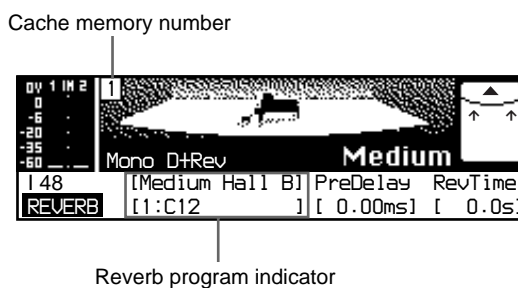 Cache memory number
OV 1 IN 2
0
-6
-20
-35
-60
1
Mono D+Rev
Medium
I 48
[Medium Hall B] PreDelay RevTime
REVERB
[1:C12 ] [ 0.00ms] [ 0.0s]
Reverb program indicator